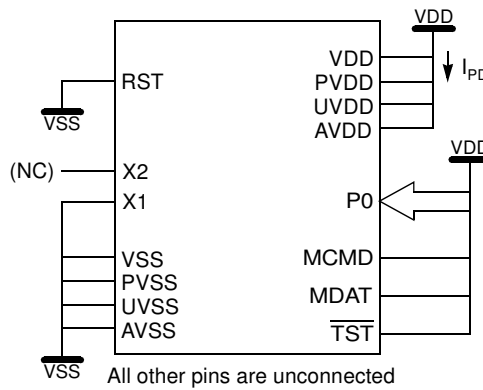 VDD
VDD
I
RST
PVDD
UVDD
AVDD
VSS
VDD
(NC)
X2
X1
P0
VSS
PVSS
UVSS
AVSS
MCMD
MDAT
TST
VSS
All other pins are unconnected